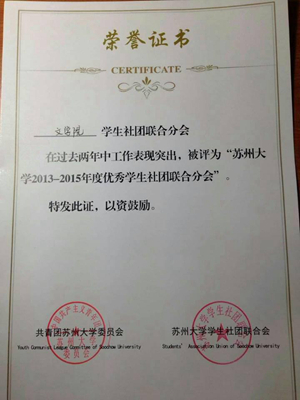 荣誉证书
CERTIFICATE
文学院 学生社团联合分会
在过去两年中工作表现突出，被评为“苏州大
学2013-2015年度优秀学生社团联合分会”。
特发此证，以资鼓励。
共青团苏州大学委员会 苏州大学学生社团联合会
Youth Communist League Committee of Soochow University Students' Association Union of Soochow University